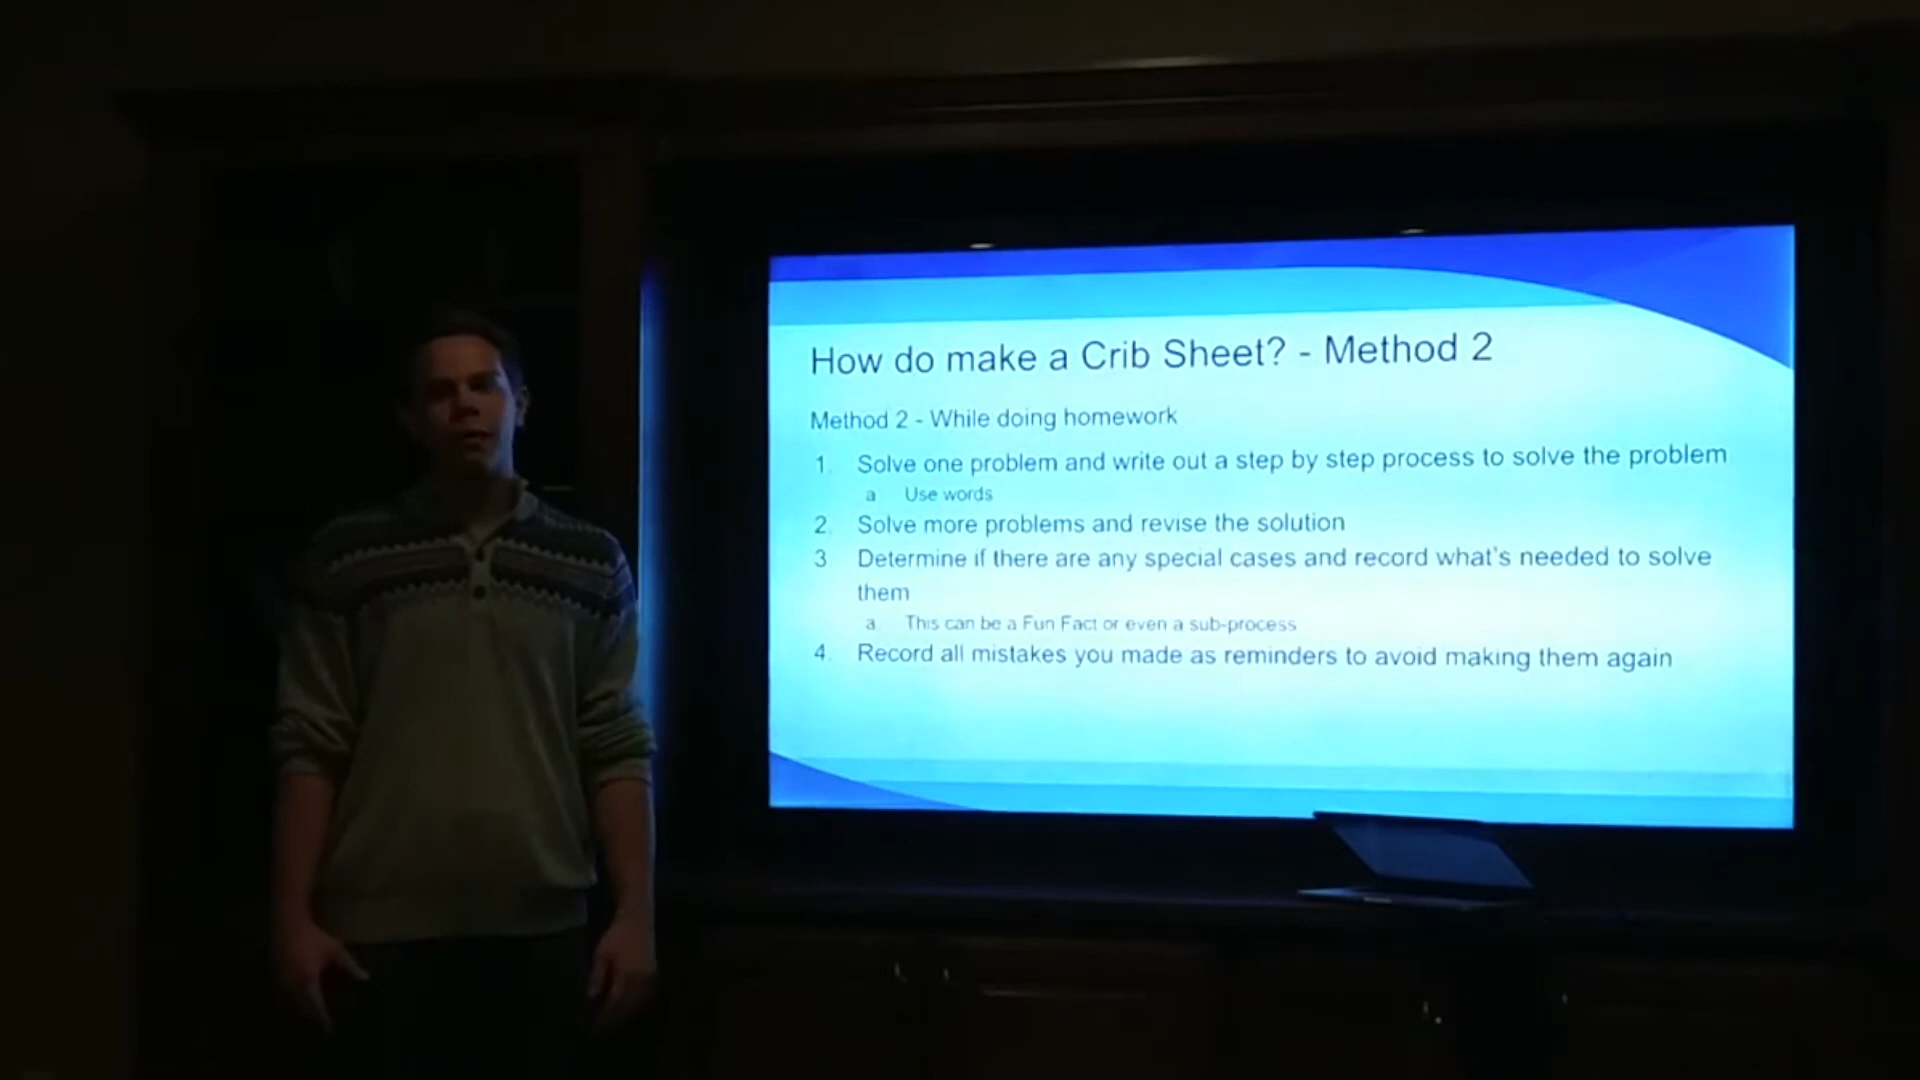 How do make a Crib Sheet? - Method 2
Method 2 - While doing homework
1. Solve one problem and write out a step by step process to solve the problem
a Use words
2. Solve more problems and revise the solution
3 Determine if there are any special cases and record what's needed to solve
them
a This can be a Fun Fact or even a sub-process
4. Record all mistakes you made as reminders to avoid making them again